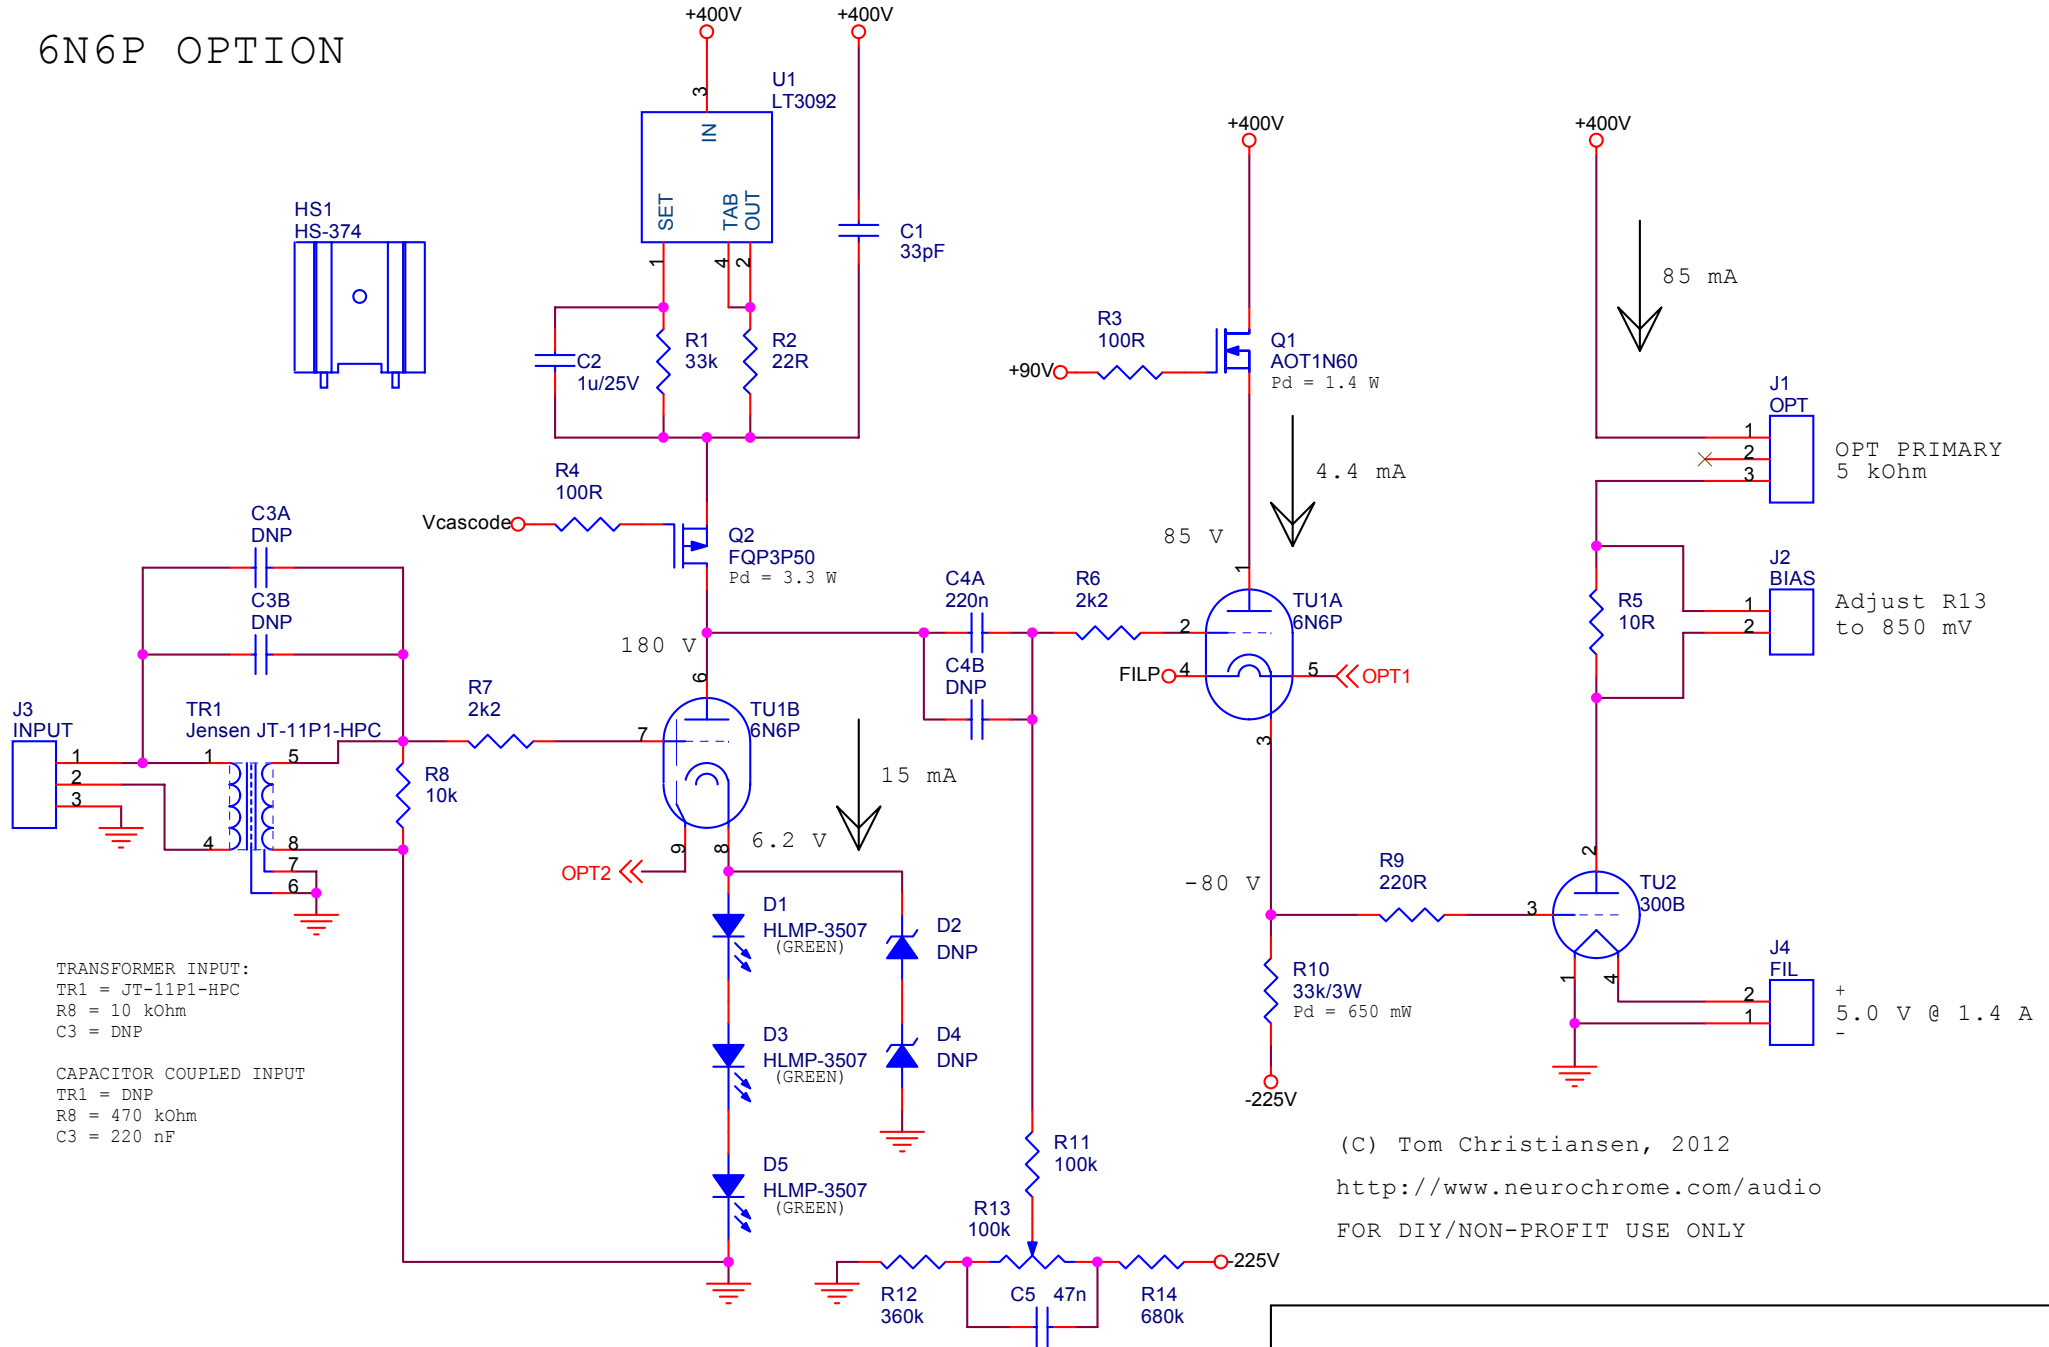 6N6P OPTION
+400V
+400V
U1
LT3092
3
IN
SET
TAB
OUT
1
4
2
HS1
HS-374
C1
33pF
R1
33k
R2
22R
C2
1u/25V
R4
100R
Vcascode
Q2
FQP3P50
Pd = 3.3 W
180 V
C3A
DNP
C3B
DNP
J3
INPUT
1
2
3
TR1
Jensen JT-11P1-HPC
1
4
5
8
7
6
R7
2k2
R8
10k
7
6
TU1B
6N6P
9
8
6.2 V
15 mA
OPT2
C4A
220n
C4B
DNP
R6
2k2
+400V
R3
100R
+90V
Q1
AOT1N60
Pd = 1.4 W
4.4 mA
85 V
1
2
TU1A
6N6P
FILP
4
5
OPT1
3
-80 V
+400V
85 mA
J1
OPT
1
2
3
OPT PRIMARY
5 kOhm
J2
BIAS
1
2
Adjust R13
to 850 mV
R5
10R
R9
220R
3
2
TU2
300B
1
4
J4
FIL
2
1
+
5.0 V @ 1.4 A
-
R10
33k/3W
Pd = 650 mW
-225V
D1
HLMP-3507
(GREEN)
D2
DNP
D3
HLMP-3507
(GREEN)
D4
DNP
D5
HLMP-3507
(GREEN)
TRANSFORMER INPUT:
TR1 = JT-11P1-HPC
R8 = 10 kOhm
C3 = DNP
CAPACITOR COUPLED INPUT
TR1 = DNP
R8 = 470 kOhm
C3 = 220 nF
R11
100k
R13
100k
R12
360k
C5
47n
R14
680k
-225V
(C) Tom Christiansen, 2012
http://www.neurochrome.com/audio
FOR DIY/NON-PROFIT USE ONLY